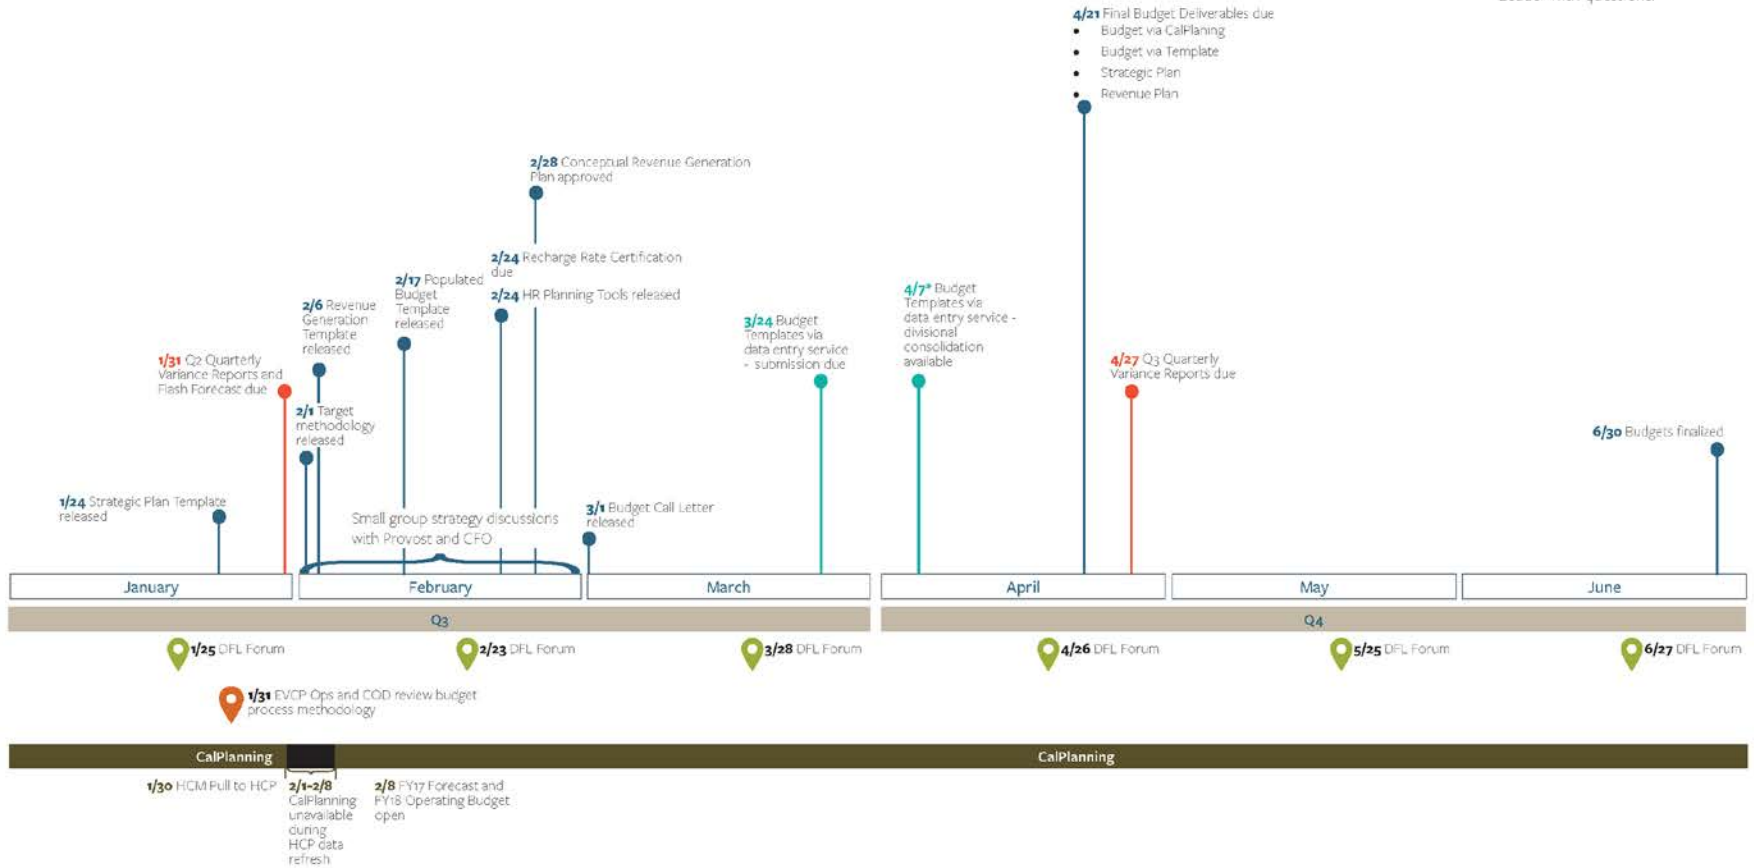 4/21 Final Budget Deliverables due
• Budget via CalPlaning
• Budget via Template
• Strategic Plan
• Revenue Plan
2/28 Conceptual Revenue Generation
Plan approved
2/24 Recharge Rate Certification
due
2/24 HR Planning Tools released
2/17 Populated
Budget
Template
released
2/6 Revenue
Generation
Template
released
4/7* Budget
Templates via
data entry service -
divisional
consolidation
available
3/24 Budget
Templates via
data entry service
- submission due
1/31 Q2 Quarterly
Variance Reports and
Flash Forecast due
4/27 Q3 Quarterly
Variance Reports due
2/1 Target
methodology
released
6/30 Budgets finalized
1/24 Strategic Plan Template
released
Small group strategy discussions
with Provost and CFO
3/1 Budget Call Letter
released
January
February
March
April
May
June
Q3
Q4
1/25 DFL Forum
2/23 DFL Forum
3/28 DFL Forum
4/26 DFL Forum
5/25 DFL Forum
6/27 DFL Forum
1/31 EVCP Ops and COD review budget
process methodology
CalPlanning
CalPlanning
1/30 HCM Pull to HCP
2/1-2/8
CalPlanning
unavailable
during
HCP data
refresh
2/8 FY17 Forecast and
FY18 Operating Budget
open